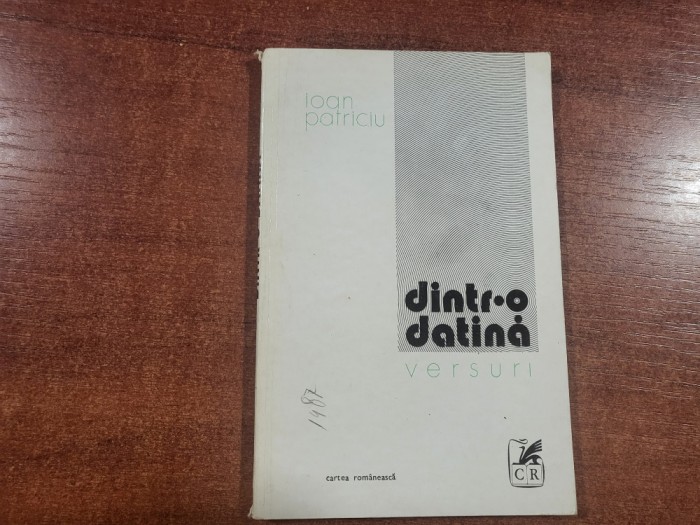 ioan
patriciu
dintr-o
datină
versuri
1987
cartea românească
CR